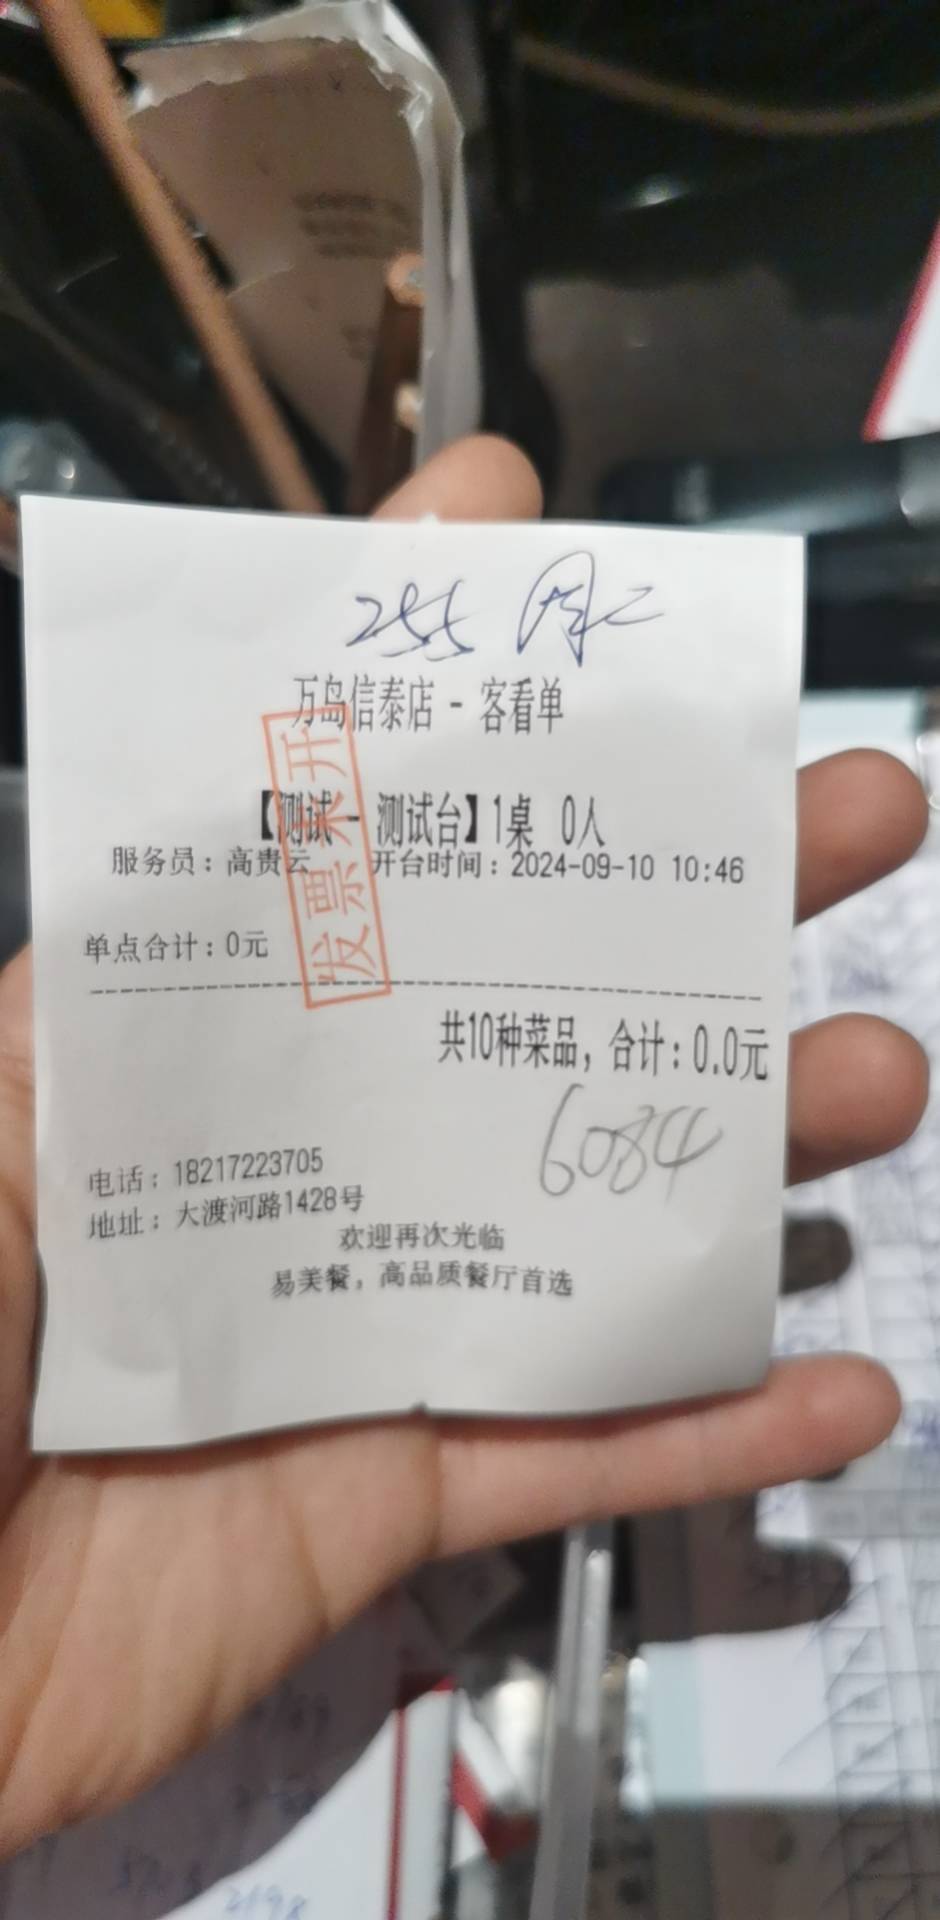 255 周二
万岛信泰店 - 客看单
【测试 - 测试台】1桌 0人
服务员：高贵云 开台时间：2024-09-10 10:46
发票未开
单点合计：0元
共10种菜品，合计：0.0元
6084
电话：18217223705
地址：大渡河路1428号
欢迎再次光临
易美餐，高品质餐厅首选